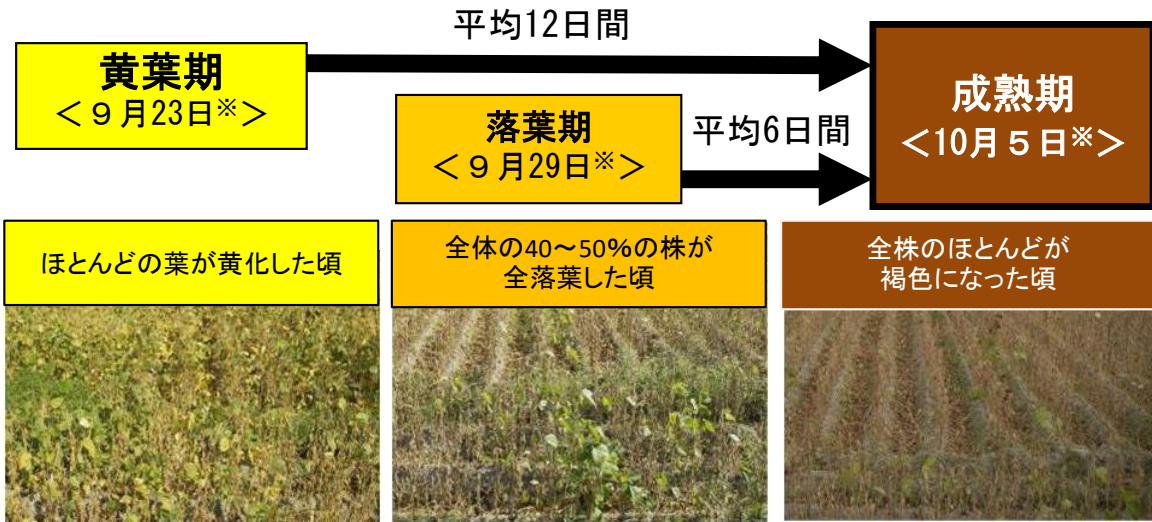 平均12日間
黄葉期
＜９月23日※＞
落葉期
＜９月29日※＞
平均6日間
成熟期
＜10月５日※＞
ほとんどの葉が黄化した頃
全体の40～50%の株が
全落葉した頃
全株のほとんどが
褐色になった頃